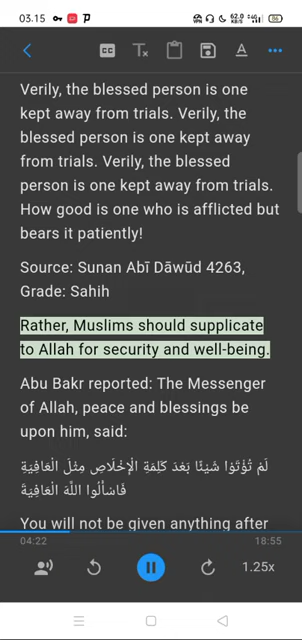 03.15
62.0
KB/S
86
Verily, the blessed person is one
kept away from trials. Verily, the
blessed person is one kept away
from trials. Verily, the blessed
person is one kept away from trials.
How good is one who is afflicted but
bears it patiently!
Source: Sunan Abī Dāwūd 4263,
Grade: Sahih
Rather, Muslims should supplicate
to Allah for security and well-being.
Abu Bakr reported: The Messenger
of Allah, peace and blessings be
upon him, said:
لَمْ تُؤْتَوْا شَيْئًا بَعْدَ كَلِمَةِ الْإِخْلَاصِ مِثْلَ الْعَافِيَةِ
فَاسْأَلُوا اللَّهَ الْعَافِيَةَ
You will not be given anything after
04:22
18:55
1.25x